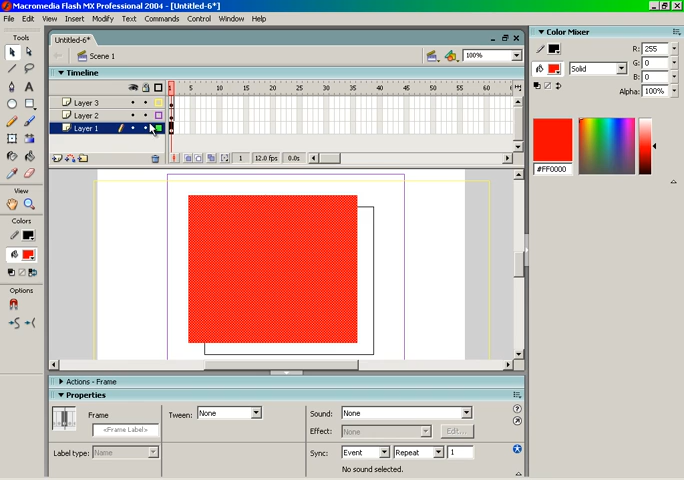 Macromedia Flash MX Professional 2004 - [Untitled-6*]
File Edit View Insert Modify Text Commands Control Window Help
Tools
View
Colors
Options
Untitled-6*
Scene 1
100%
Timeline
1 5 10 15 20 25 30 35 40 45 50 55 60 6
Layer 3
Layer 2
Layer 1
1 12.0 fps 0.0s
Actions - Frame
Properties
Frame
<Frame Label>
Label type: Name
Tween: None
Sound: None
Effect: None Edit...
Sync: Event Repeat 1
No sound selected.
Color Mixer
R: 255
Solid G: 0
B: 0
Alpha: 100%
#FF0000